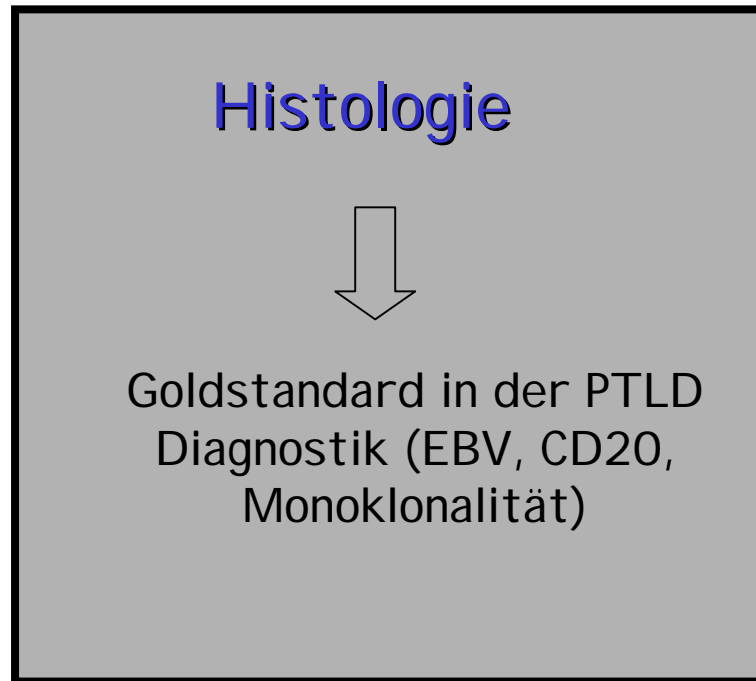 Histologie
Goldstandard in der PTLD
Diagnostik (EBV, CD20,
Monoklonalität)